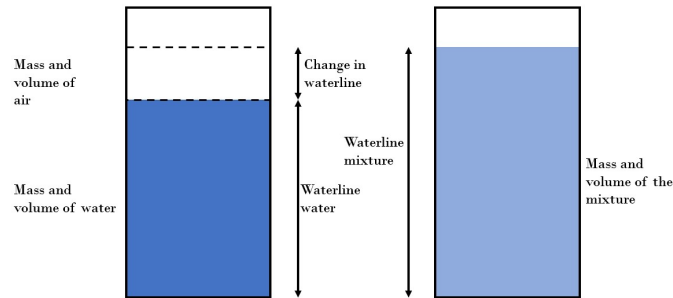 Mass and
volume of
air
Change in
waterline
Waterline
mixture
Mass and
volume of the
mixture
Mass and
volume of water
Waterline
water